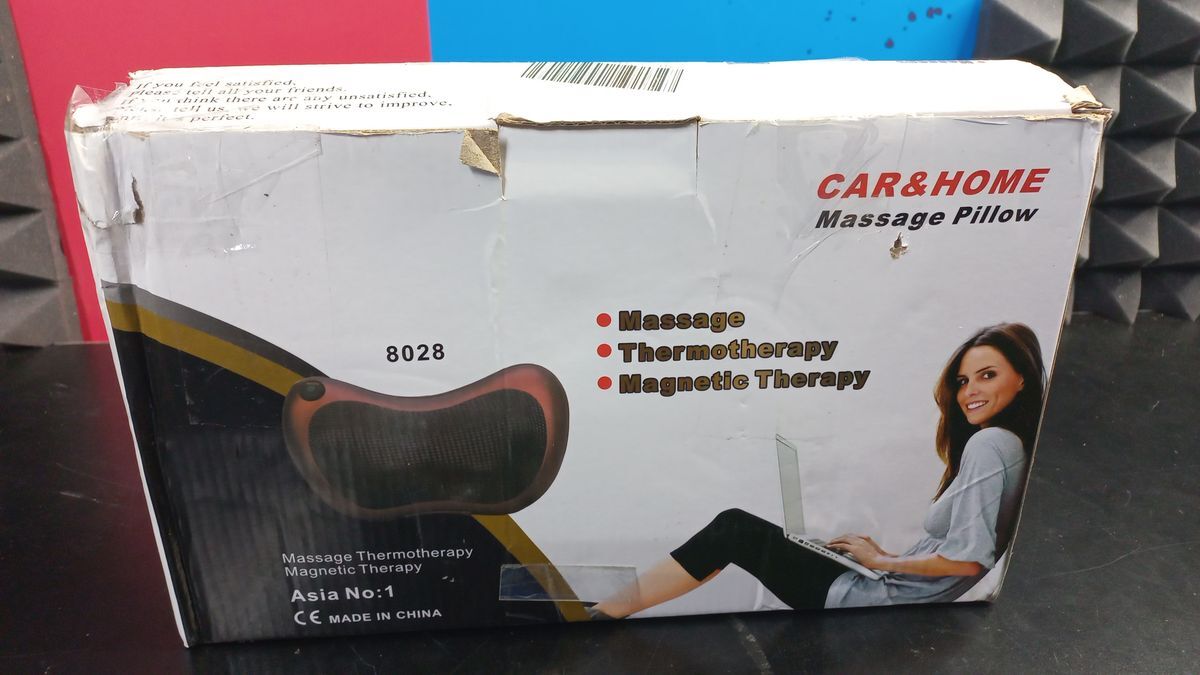 If you feel satisfied,
please tell all your friends.
If you think there are any unsatisfied,
tell us, we will strive to improve,
perfect.
CAR&HOME
Massage Pillow
Massage
Thermotherapy
Magnetic Therapy
8028
Massage Thermotherapy
Magnetic Therapy
Asia No:1
CE MADE IN CHINA